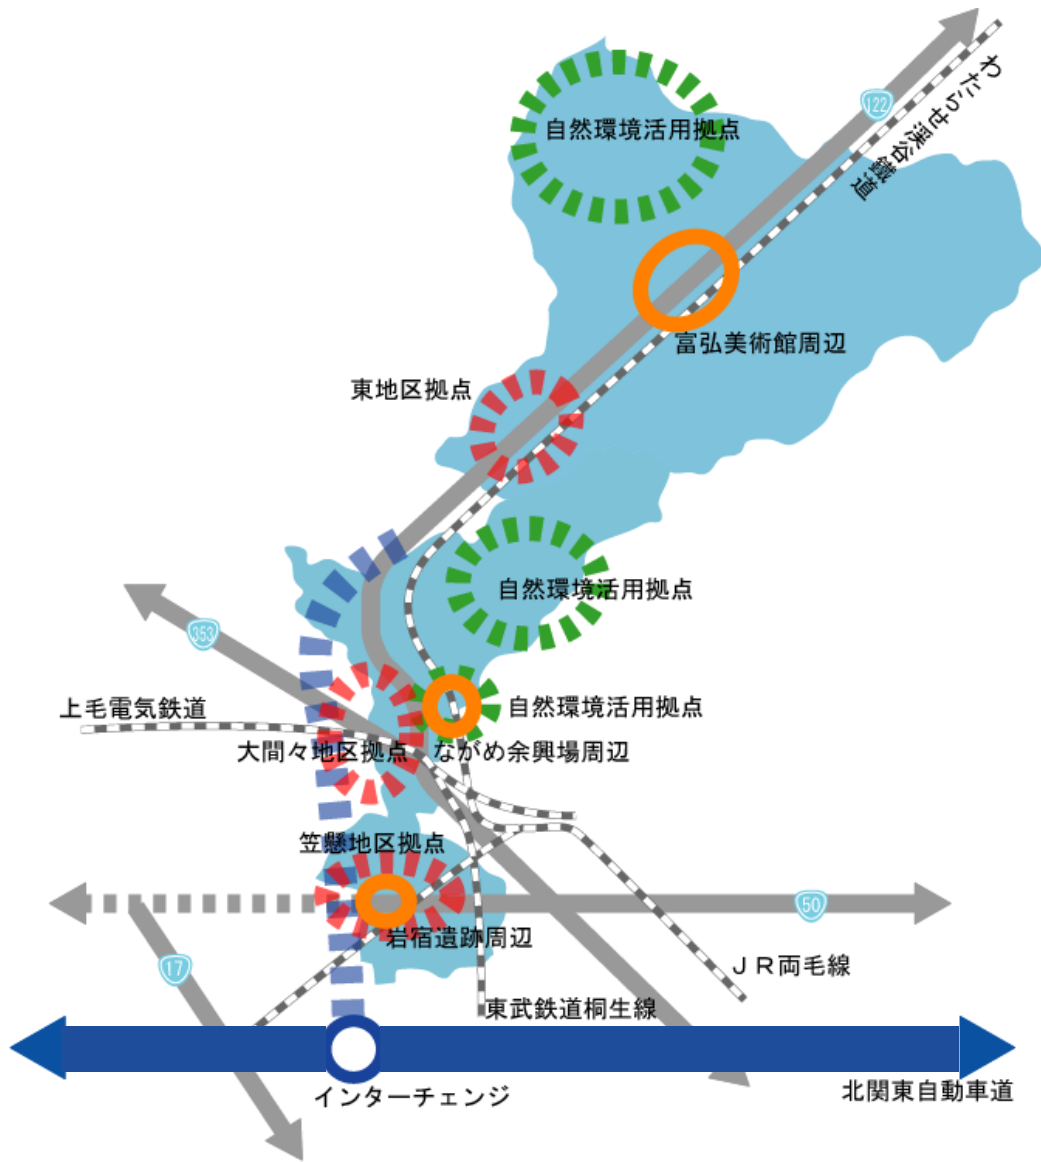 自然環境活用拠点
122
わたらせ渓谷鐵道
富弘美術館周辺
東地区拠点
自然環境活用拠点
353
上毛電気鉄道
自然環境活用拠点
大間々地区拠点
ながめ余興場周辺
笠懸地区拠点
50
岩宿遺跡周辺
17
JR両毛線
東武鉄道桐生線
インターチェンジ
北関東自動車道